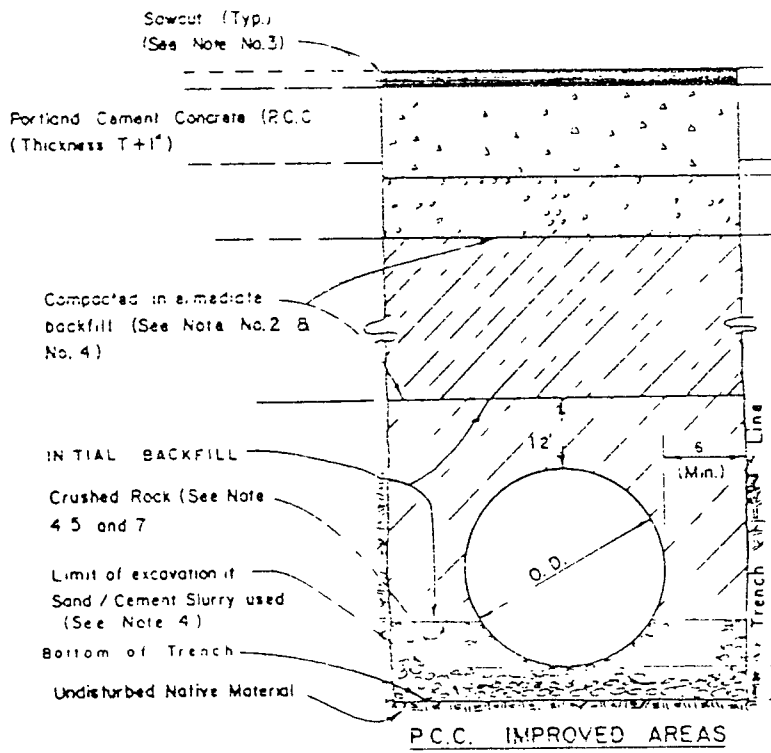 Sawcut (Typ.)
(See Note No.3)
Portland Cement Concrete (P.C.C
(Thickness T+1")
Compacted in ermediate
backfill (See Note No.2 &
No. 4)
12'
6
(Min.)
Trench Line
INITIAL BACKFILL
Crushed Rock (See Note
4 5 and 7
O.D.
Limit of excavation if
Sand / Cement Slurry used
(See Note 4)
Bottom of Trench
Undisturbed Native Material
P.C.C. IMPROVED AREAS